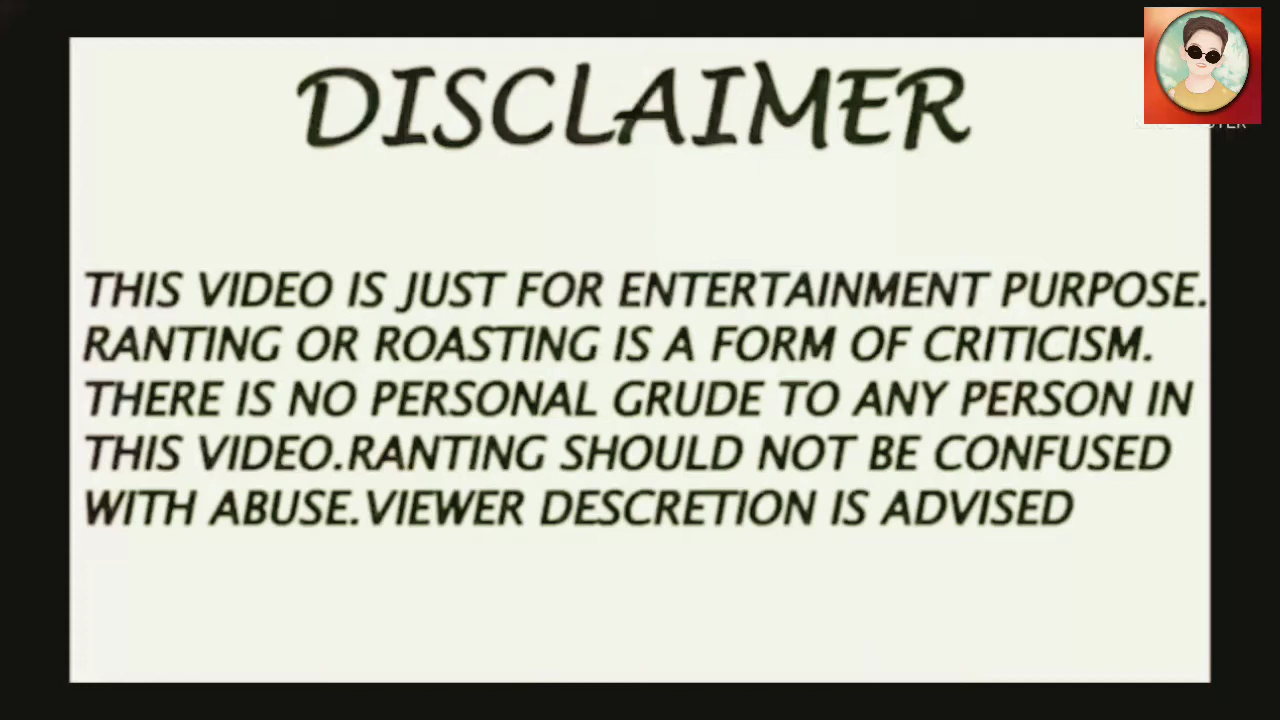 DISCLAIMER
THIS VIDEO IS JUST FOR ENTERTAINMENT PURPOSE.
RANTING OR ROASTING IS A FORM OF CRITICISM.
THERE IS NO PERSONAL GRUDE TO ANY PERSON IN
THIS VIDEO.RANTING SHOULD NOT BE CONFUSED
WITH ABUSE.VIEWER DESCRETION IS ADVISED